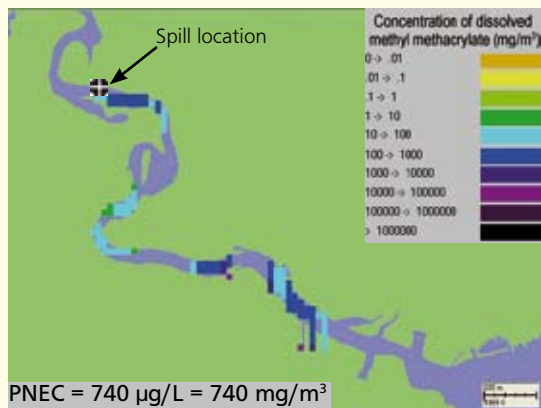 Spill location
Concentration of dissolved
methyl methacrylate (mg/m³)
0 -> .01
.01 -> .1
.1 -> 1
1 -> 10
10 -> 100
100 -> 1000
1000 -> 10000
10000 -> 100000
100000 -> 1000000
> 1000000
PNEC = 740 µg/L = 740 mg/m³